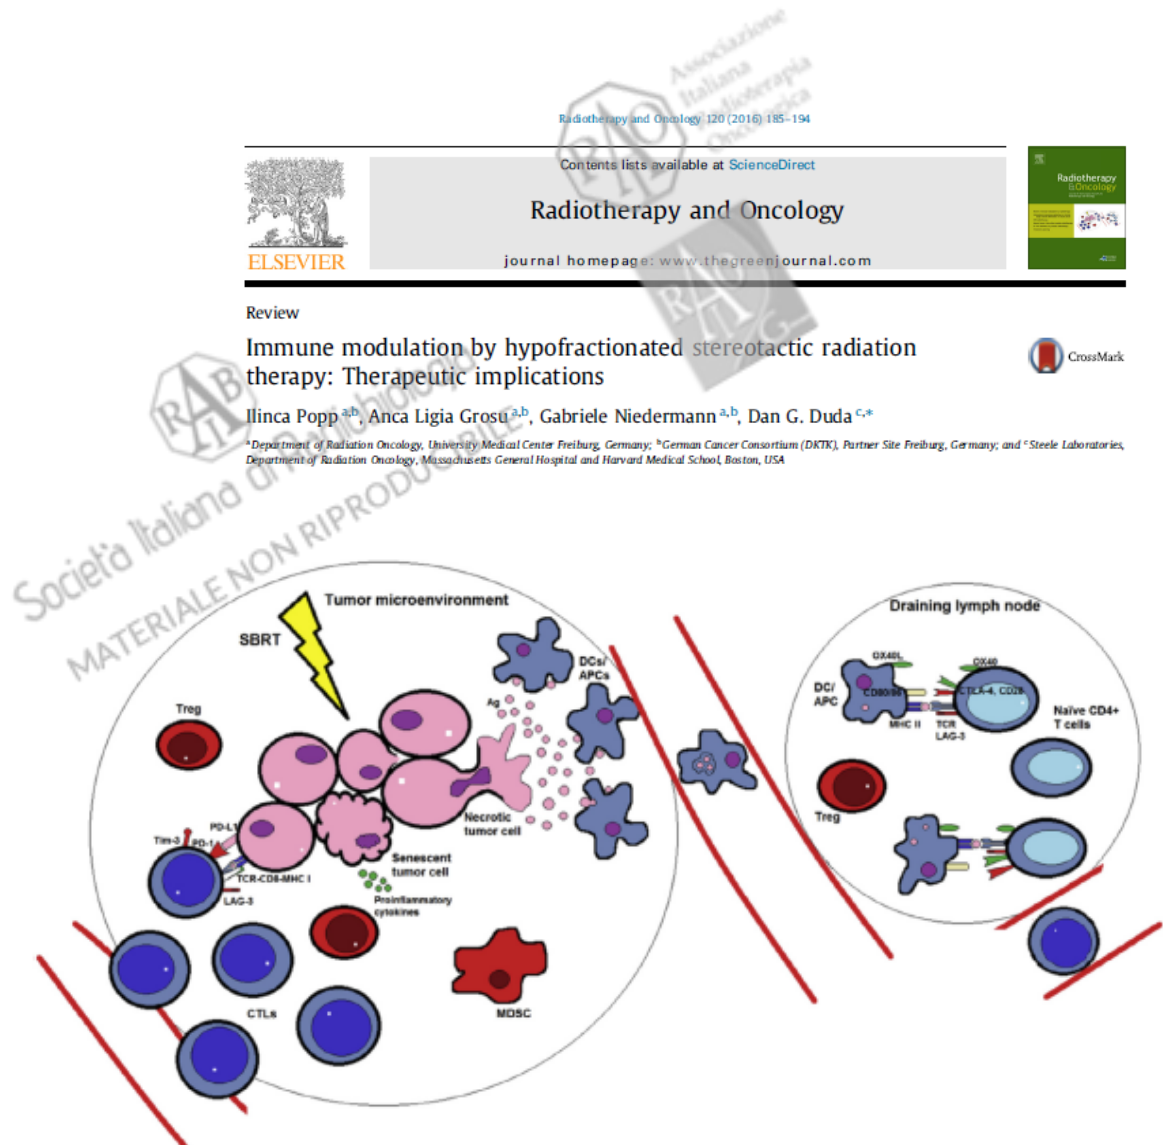 Associazione
Italiana
Radioterapia
Oncologica
AIRO
Radiotherapy and Oncology 120 (2016) 185–194
Contents lists available at ScienceDirect
Radiotherapy and Oncology
journal homepage: www.thegreenjournal.com
ELSEVIER
Radiotherapy
&Oncology
Review
Immune modulation by hypofractionated stereotactic radiation
therapy: Therapeutic implications
CrossMark
Ilinca Popp a,b, Anca Ligia Grosu a,b, Gabriele Niedermann a,b, Dan G. Duda c,*
a Department of Radiation Oncology, University Medical Center Freiburg, Germany; b German Cancer Consortium (DKTK), Partner Site Freiburg, Germany; and c Steele Laboratories,
Department of Radiation Oncology, Massachusetts General Hospital and Harvard Medical School, Boston, USA
Società Italiana di Radiobiologia
MATERIALE NON RIPRODUCIBILE
Tumor microenvironment
SBRT
DCs/
APCs
Ag
Treg
Necrotic
tumor cell
PD-L1
Tim-3
PD-1
TCR-CD8-MHC I
LAG-3
Senescent
tumor cell
Proinflammatory
cytokines
CTLs
MDSC
Draining lymph node
OX40L
OX40
DC/
APC
CTLA-4, CD28
MHC II
TCR
LAG-3
Naïve CD4+
T cells
Treg